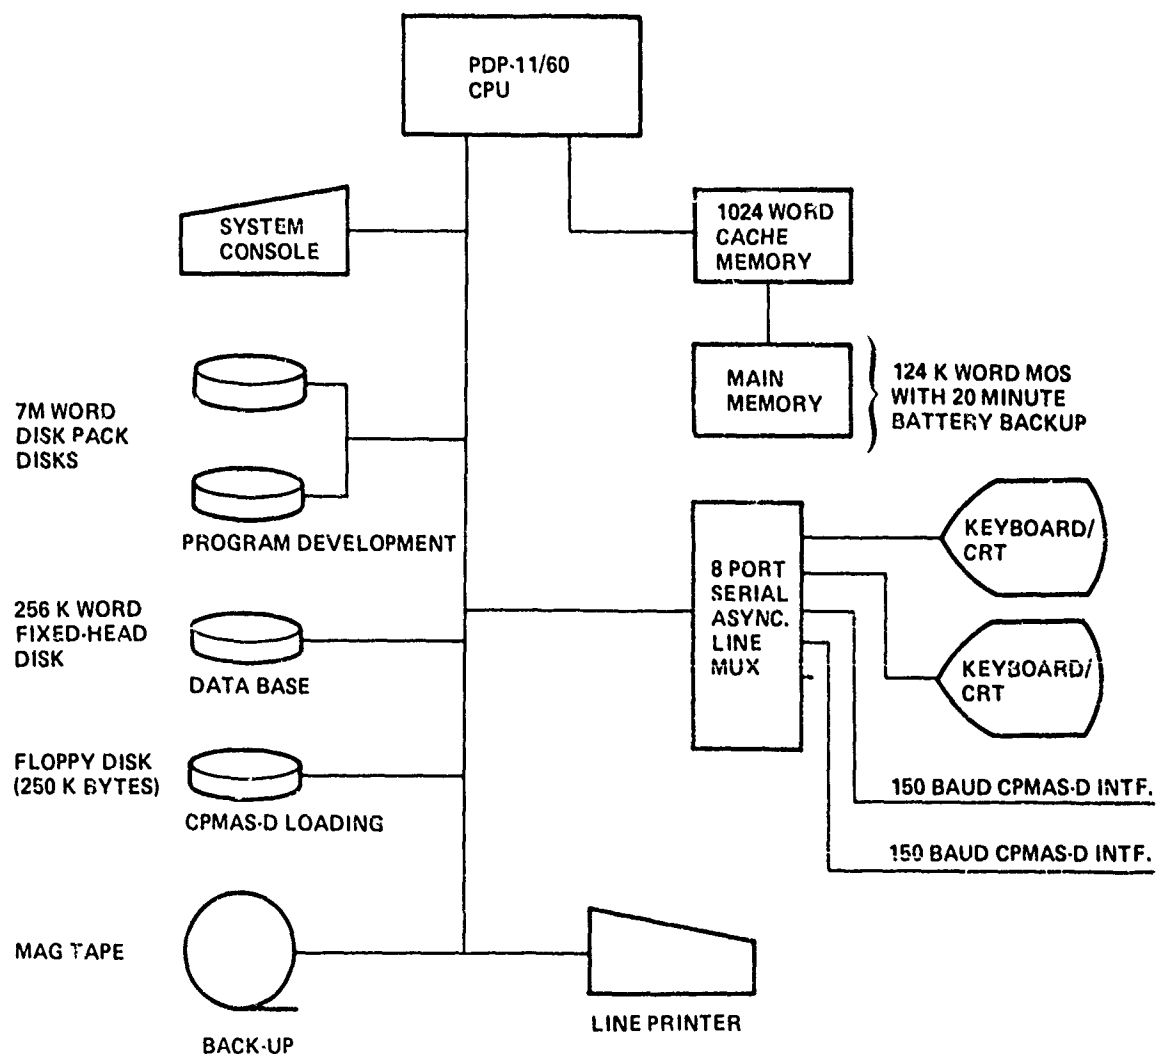 PDP-11/60
CPU
SYSTEM
CONSOLE
1024 WORD
CACHE
MEMORY
MAIN
MEMORY
124 K WORD MOS
WITH 20 MINUTE
BATTERY BACKUP
7M WORD
DISK PACK
DISKS
PROGRAM DEVELOPMENT
8 PORT
SERIAL
ASYNC.
LINE
MUX
KEYBOARD/
CRT
KEYBOARD/
CRT
256 K WORD
FIXED-HEAD
DISK
DATA BASE
FLOPPY DISK
(250 K BYTES)
CPMAS-D LOADING
150 BAUD CPMAS-D INTF.
150 BAUD CPMAS-D INTF.
MAG TAPE
BACK-UP
LINE PRINTER